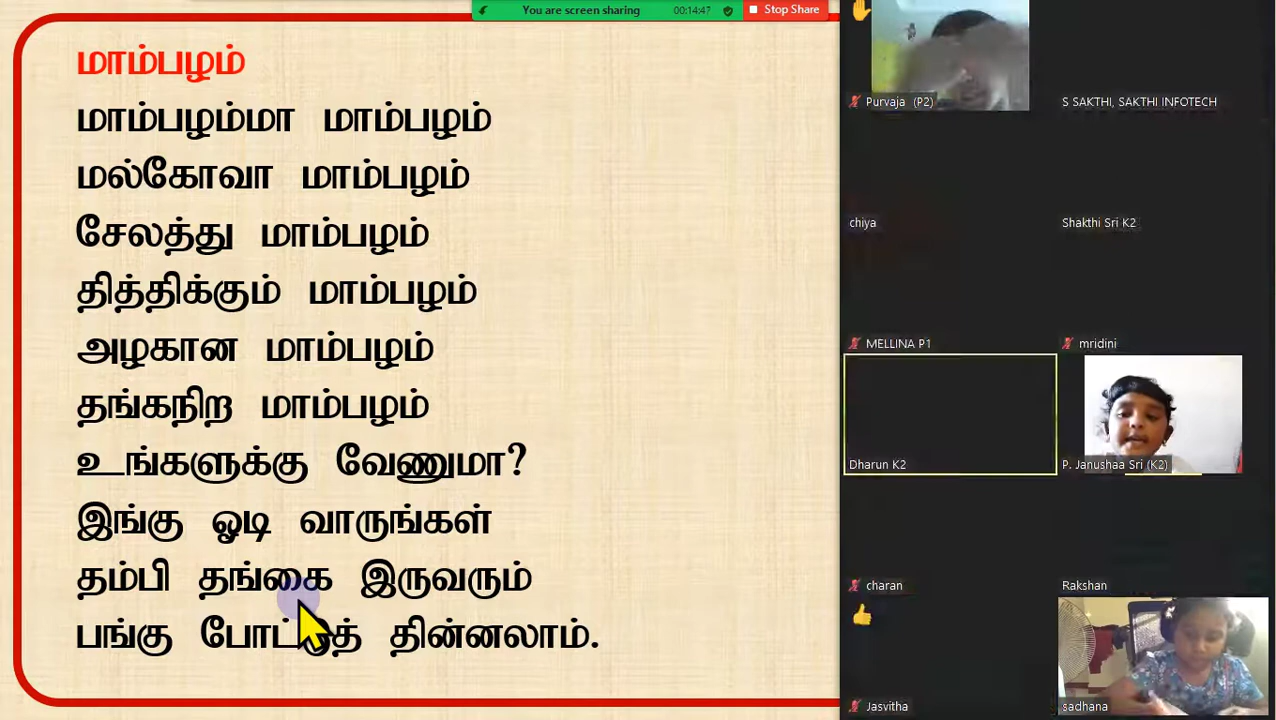 You are screen sharing 00:14:47 Stop Share
மாம்பழம்
மாம்பழம்மா மாம்பழம்
மல்கோவா மாம்பழம்
சேலத்து மாம்பழம்
தித்திக்கும் மாம்பழம்
அழகான மாம்பழம்
தங்கநிற மாம்பழம்
உங்களுக்கு வேணுமா?
இங்கு ஓடி வாருங்கள்
தம்பி தங்கை இருவரும்
பங்கு போட்டுத் தின்னலாம்.
Purvaja (P2)
S SAKTHI, SAKTHI INFOTECH
chiya
Shakthi Sri K2
MELLINA P1
mridini
Dharun K2
P. Janushaa Sri (K2)
charan
Rakshan
Jasvitha
sadhana